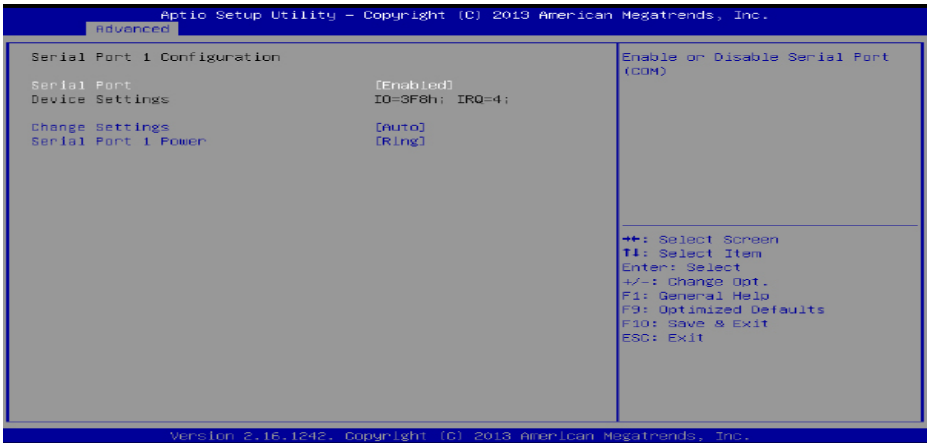 Aptio Setup Utility – Copyright (C) 2013 American Megatrends, Inc.
Advanced
Serial Port 1 Configuration
Serial Port [Enabled]
Device Settings IO=3F8h; IRQ=4;
Change Settings [Auto]
Serial Port 1 Power [Ring]
Enable or Disable Serial Port
(COM)
→←: Select Screen
↑↓: Select Item
Enter: Select
+/-: Change Opt.
F1: General Help
F9: Optimized Defaults
F10: Save & Exit
ESC: Exit
Version 2.16.1242. Copyright (C) 2013 American Megatrends, Inc.